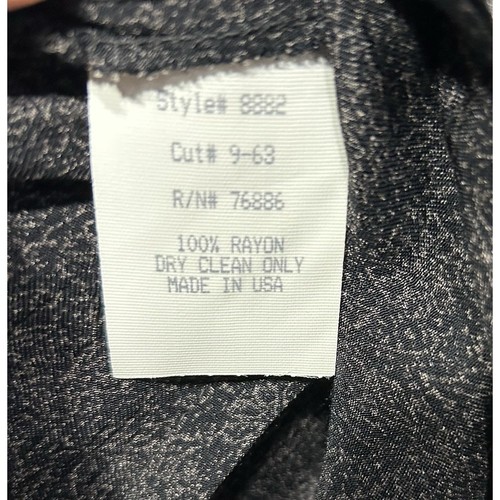 Style# 8882
Cut# 9-63
R/N# 76886
100% RAYON
DRY CLEAN ONLY
MADE IN USA